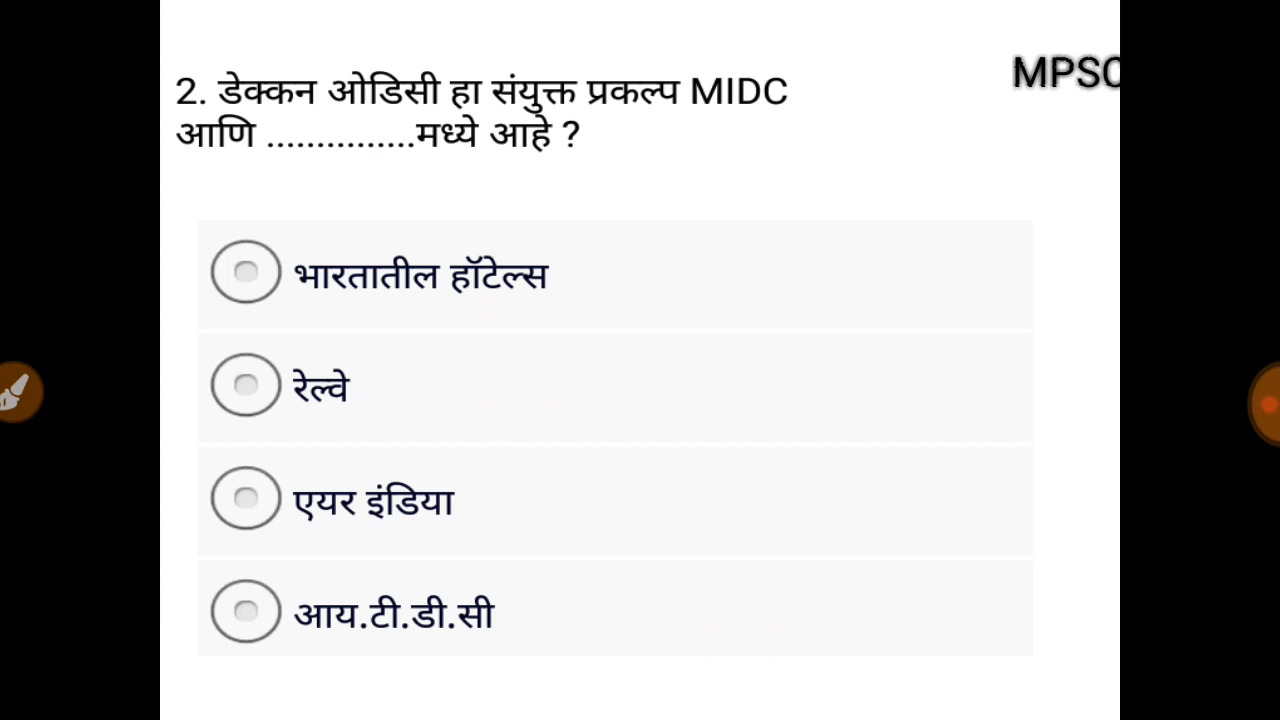 MPSC
2. डेक्कन ओडिसी हा संयुक्त प्रकल्प MIDC
आणि ...............मध्ये आहे ?
भारतातील हॉटेल्स
रेल्वे
एयर इंडिया
आय.टी.डी.सी